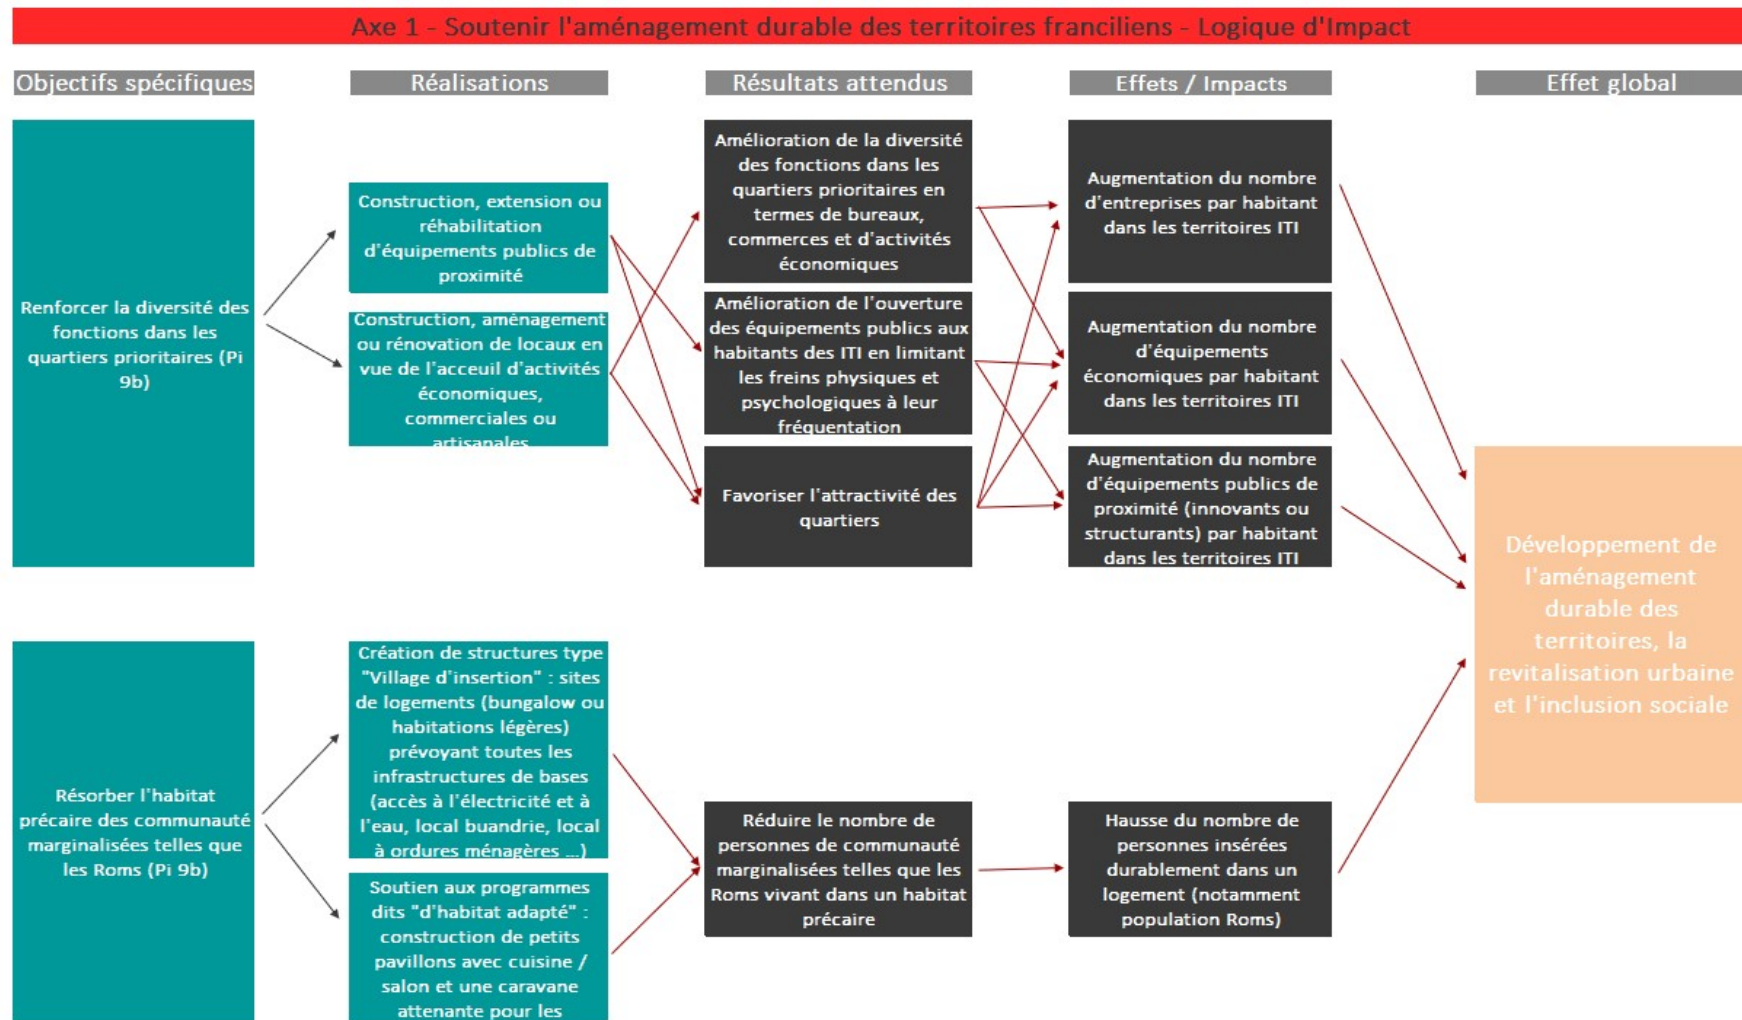 Axe 1 - Soutenir l'aménagement durable des territoires franciliens - Logique d'Impact
Objectifs spécifiques
Réalisations
Résultats attendus
Effets / Impacts
Effet global
Renforcer la diversité des
fonctions dans les
quartiers prioritaires (Pi
9b)
Construction, extension ou
réhabilitation
d'équipements publics de
proximité
Construction, aménagement
ou rénovation de locaux en
vue de l'acceuil d'activités
économiques,
commerciales ou
artisanales
Amélioration de la diversité
des fonctions dans les
quartiers prioritaires en
termes de bureaux,
commerces et d'activités
économiques
Amélioration de l'ouverture
des équipements publics aux
habitants des ITI en limitant
les freins physiques et
psychologiques à leur
fréquentation
Favoriser l'attractivité des
quartiers
Augmentation du nombre
d'entreprises par habitant
dans les territoires ITI
Augmentation du nombre
d'équipements
économiques par habitant
dans les territoires ITI
Augmentation du nombre
d'équipements publics de
proximité (innovants ou
structurants) par habitant
dans les territoires ITI
Développement de
l'aménagement
durable des
territoires, la
revitalisation urbaine
et l'inclusion sociale
Résorber l'habitat
précaire des communauté
marginalisées telles que
les Roms (Pi 9b)
Création de structures type
"Village d'insertion" : sites
de logements (bungalow ou
habitations légères)
prévoyant toutes les
infrastructures de bases
(accès à l'électricité et à
l'eau, local buandrie, local
à ordures ménagères ...)
Soutien aux programmes
dits "d'habitat adapté" :
construction de petits
pavillons avec cuisine /
salon et une caravane
attenante pour les
Réduire le nombre de
personnes de communauté
marginalisées telles que les
Roms vivant dans un habitat
précaire
Hausse du nombre de
personnes insérées
durablement dans un
logement (notamment
population Roms)